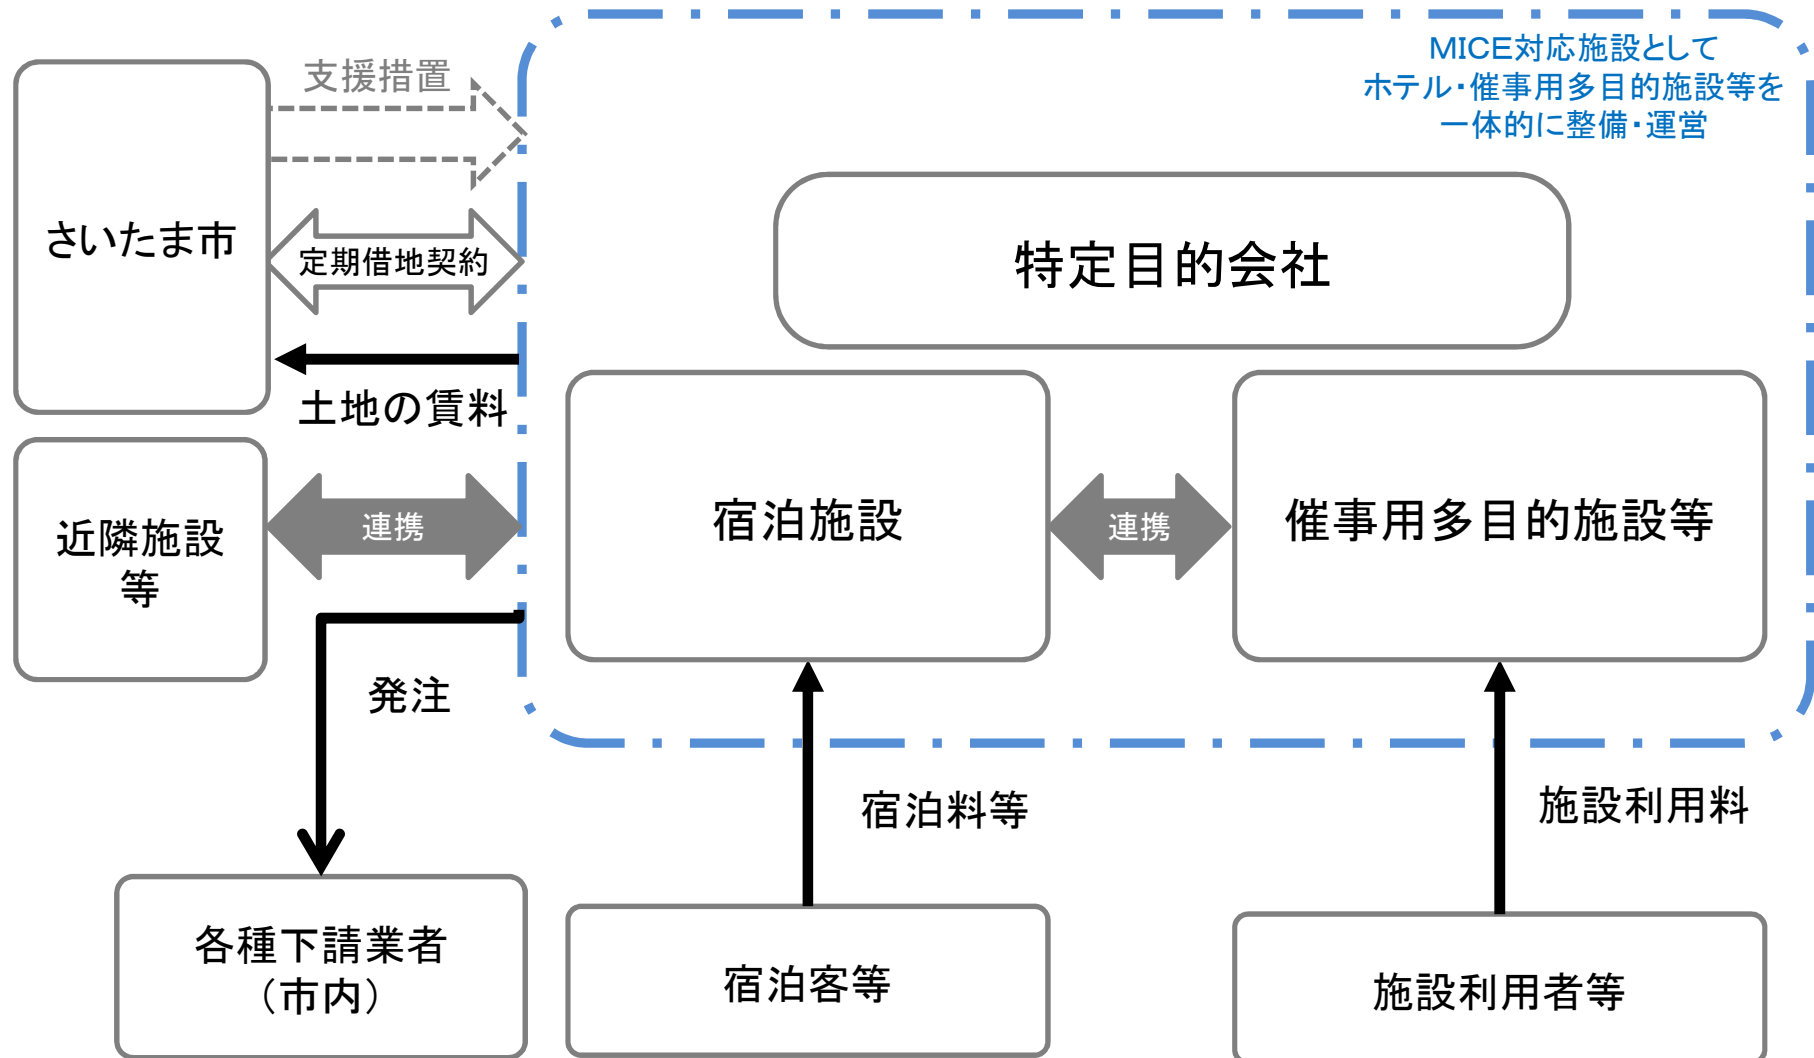 MICE対応施設として
ホテル・催事用多目的施設等を
一体的に整備・運営
支援措置
さいたま市
定期借地契約
特定目的会社
土地の賃料
近隣施設
等
連携
宿泊施設
連携
催事用多目的施設等
発注
宿泊料等
施設利用料
各種下請業者
（市内）
宿泊客等
施設利用者等